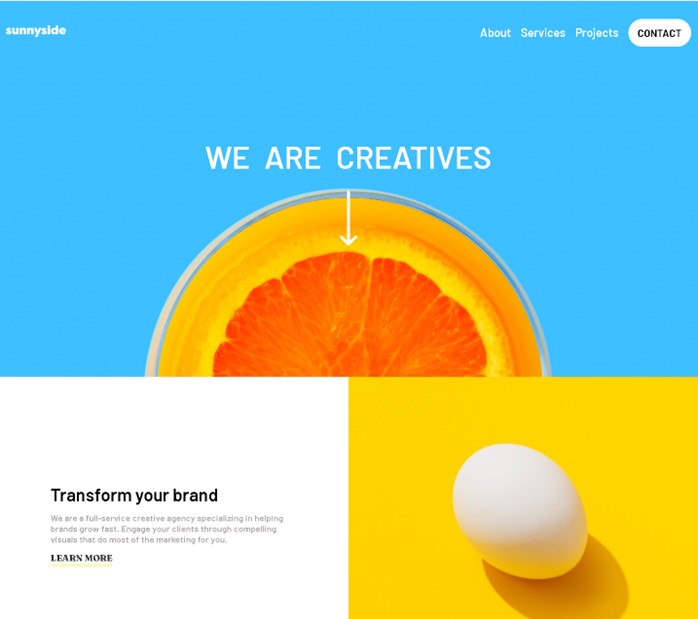 sunnyside
About Services Projects CONTACT
WE ARE CREATIVES
Transform your brand
We are a full-service creative agency specializing in helping
brands grow fast. Engage your clients through compelling
visuals that do most of the marketing for you.
LEARN MORE